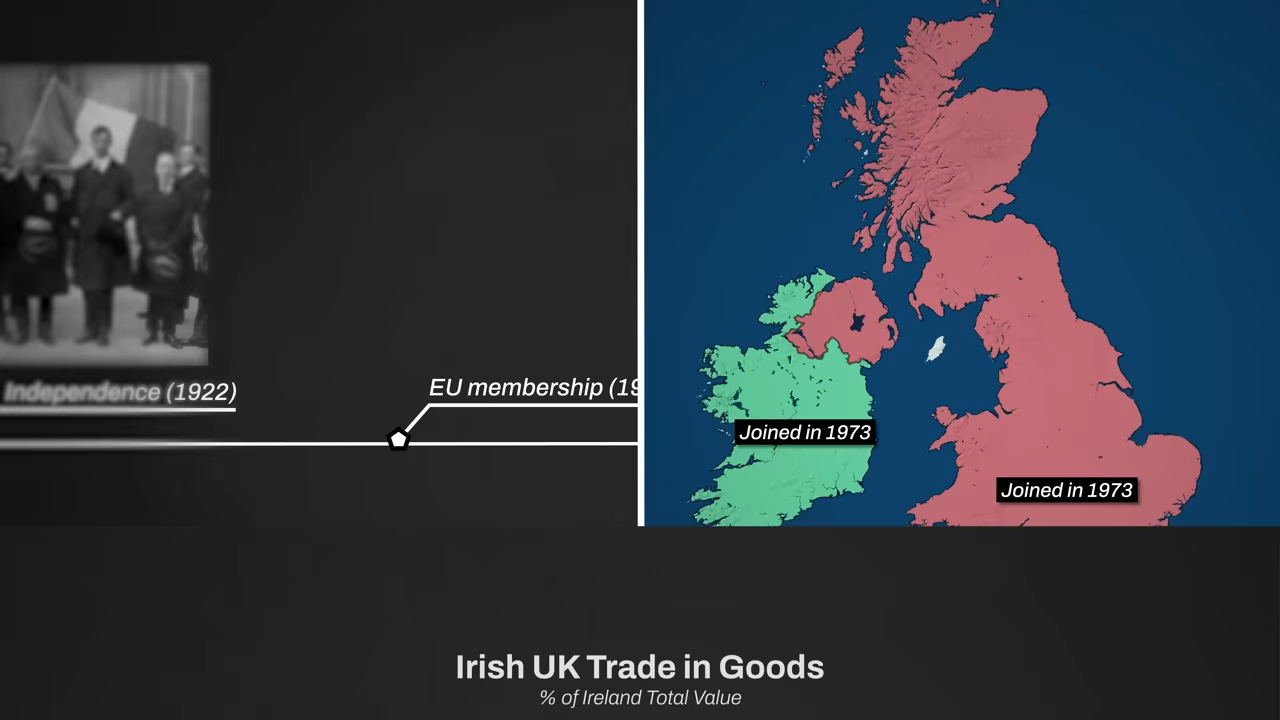 Independence (1922)
EU membership (19
Joined in 1973
Joined in 1973
Irish UK Trade in Goods
% of Ireland Total Value